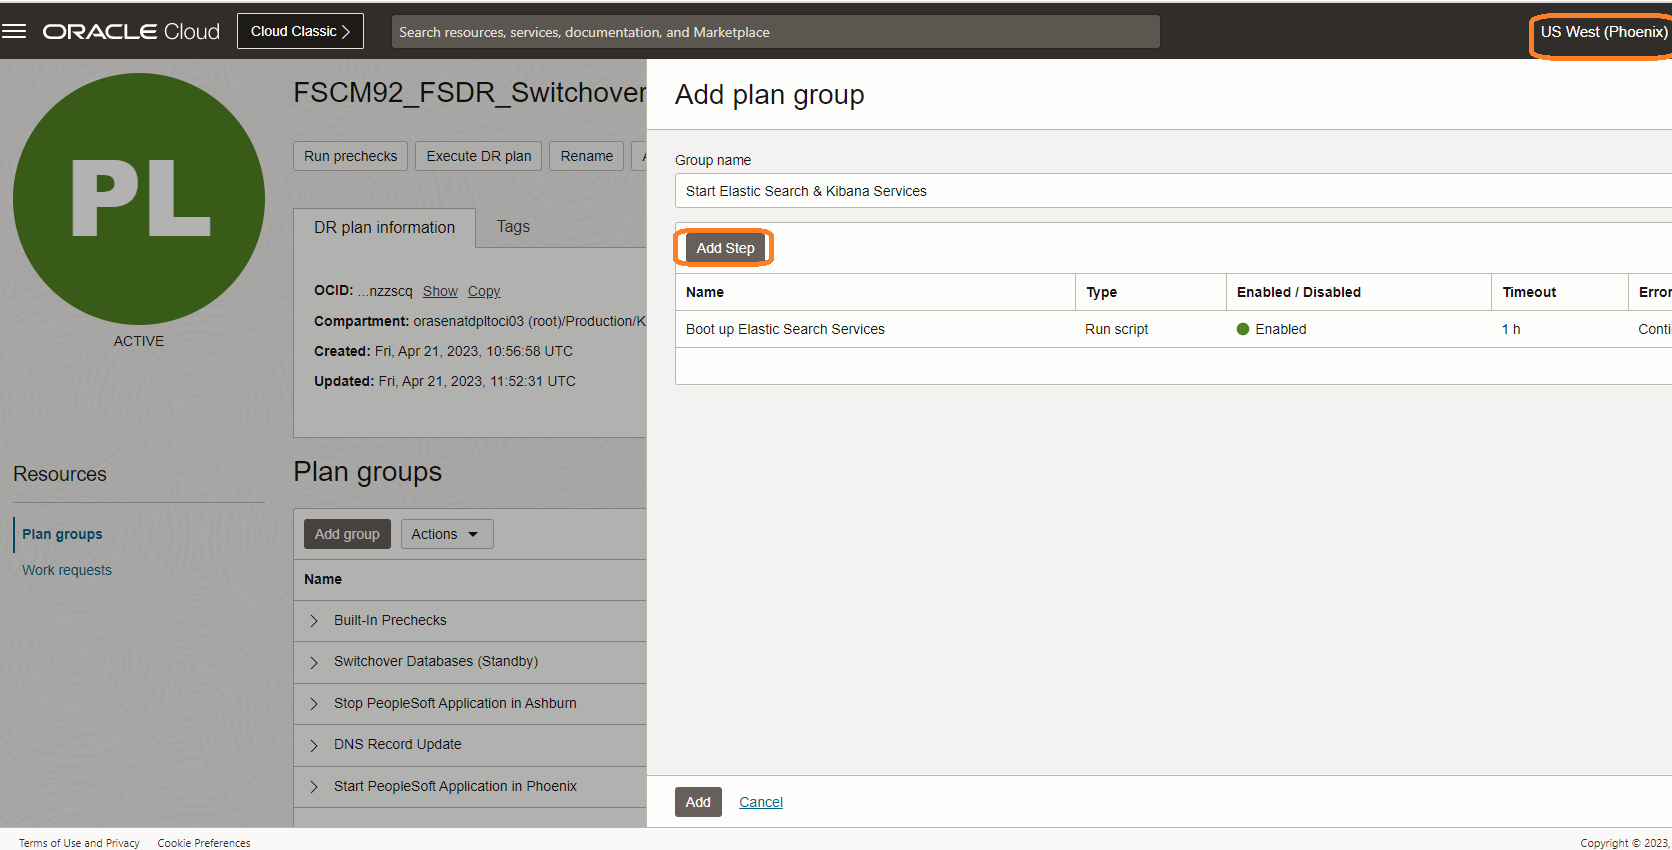 ORACLE Cloud
Cloud Classic
Search resources, services, documentation, and Marketplace
US West (Phoenix)
PL
ACTIVE
FSCM92_FSDR_Switchover
Run prechecks
Execute DR plan
Rename
DR plan information
Tags
OCID: ...nzzscq Show Copy
Compartment: orasenatdpltoci03 (root)/Production/K
Created: Fri, Apr 21, 2023, 10:56:58 UTC
Updated: Fri, Apr 21, 2023, 11:52:31 UTC
Resources
Plan groups
Work requests
Plan groups
Add group
Actions
Name
Built-In Prechecks
Switchover Databases (Standby)
Stop PeopleSoft Application in Ashburn
DNS Record Update
Start PeopleSoft Application in Phoenix
Add plan group
Group name
Start Elastic Search & Kibana Services
Add Step
Name Type Enabled / Disabled Timeout Error
Boot up Elastic Search Services Run script Enabled 1 h Conti
Add Cancel
Terms of Use and Privacy Cookie Preferences
Copyright © 2023,